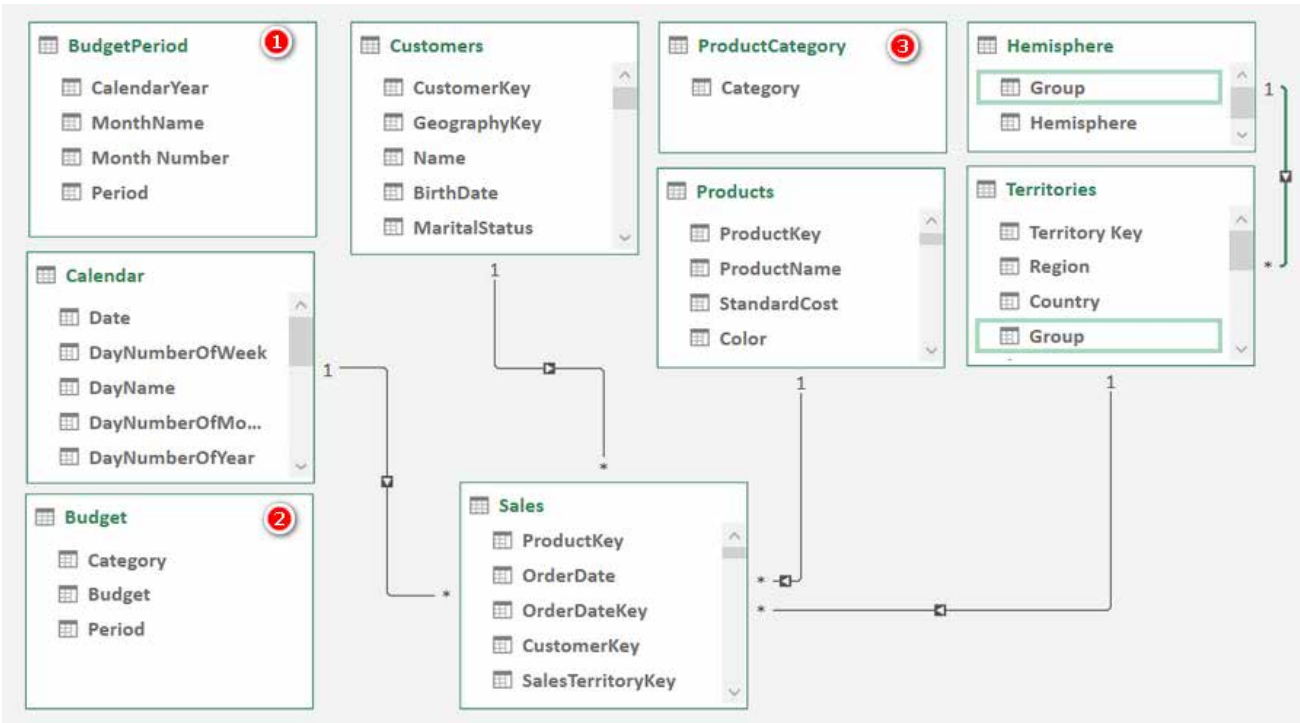 BudgetPeriod
1
CalendarYear
MonthName
Month Number
Period
Customers
CustomerKey
GeographyKey
Name
BirthDate
MaritalStatus
1
*
ProductCategory
3
Category
Hemisphere
Group
Hemisphere
1
*
Products
ProductKey
ProductName
StandardCost
Color
1
*
Territories
Territory Key
Region
Country
Group
1
*
Calendar
Date
DayNumberOfWeek
DayName
DayNumberOfMo...
DayNumberOfYear
1
*
Budget
2
Category
Budget
Period
Sales
ProductKey
OrderDate
OrderDateKey
CustomerKey
SalesTerritoryKey